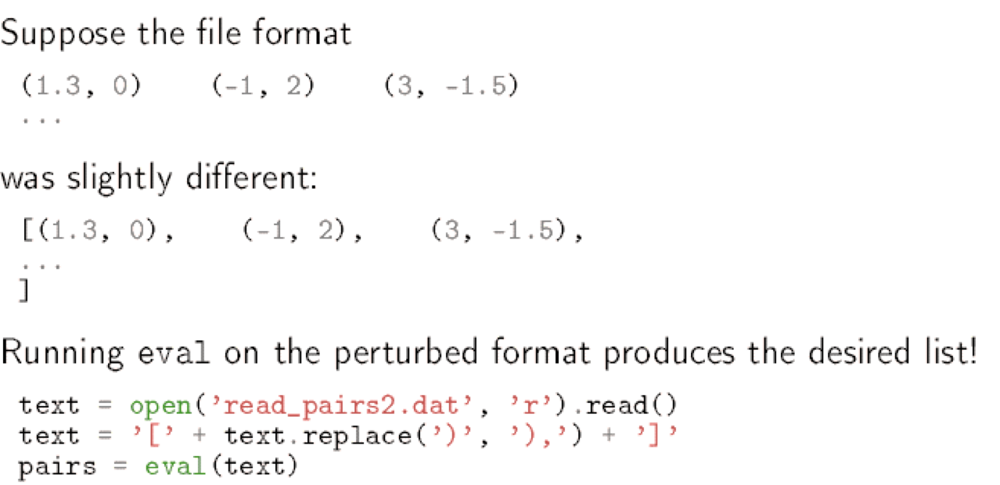 Suppose the file format
(1.3, 0)    (-1, 2)    (3, -1.5)
...
was slightly different:
[(1.3, 0),    (-1, 2),    (3, -1.5),
...
]
Running eval on the perturbed format produces the desired list!
text = open('read_pairs2.dat', 'r').read()
text = '[' + text.replace(')', '),') + ']'
pairs = eval(text)